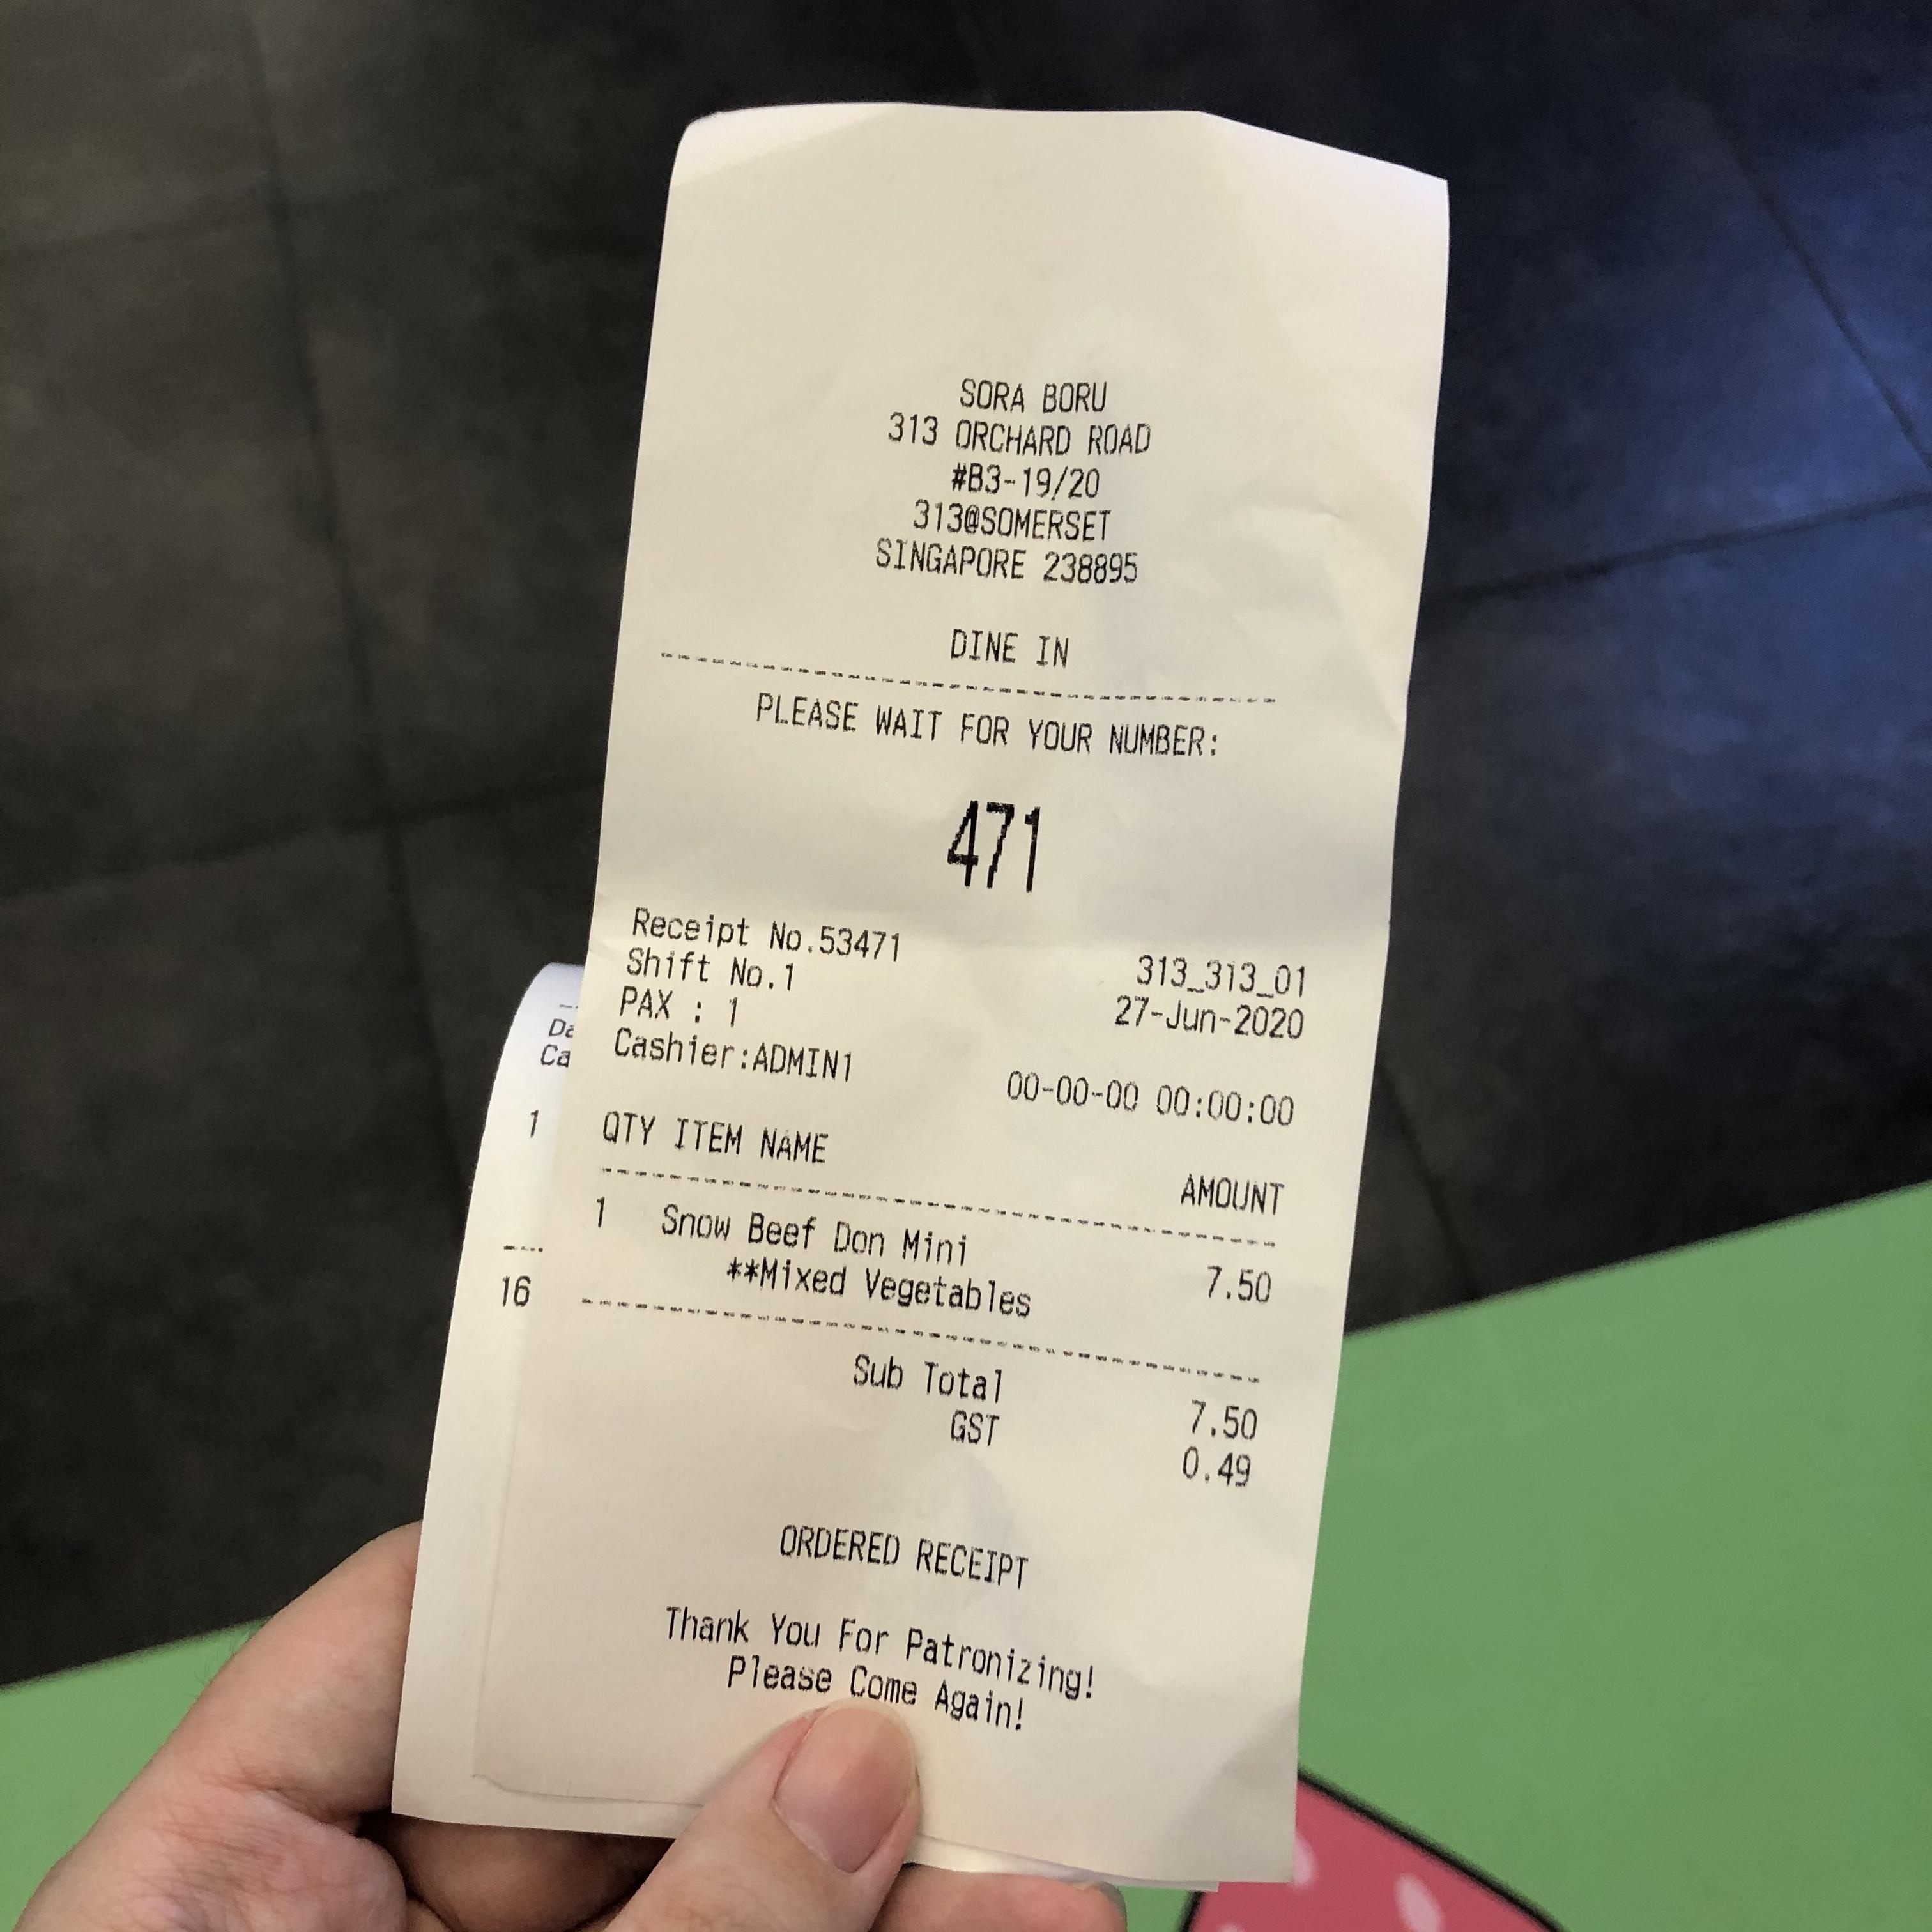 SORA BORU
313 ORCHARD ROAD
#B3-19/20
313@SOMERSET
SINGAPORE 238895
DINE IN
PLEASE WAIT FOR YOUR NUMBER:
471
Receipt No.53471 313_313_01
Shift No.1 27-Jun-2020
PAX : 1
Cashier:ADMIN1 00-00-00 00:00:00
QTY ITEM NAME AMOUNT
1 Snow Beef Don Mini 7.50
**Mixed Vegetables
Sub Total 7.50
GST 0.49
ORDERED RECEIPT
Thank You For Patronizing!
Please Come Again!
1
16